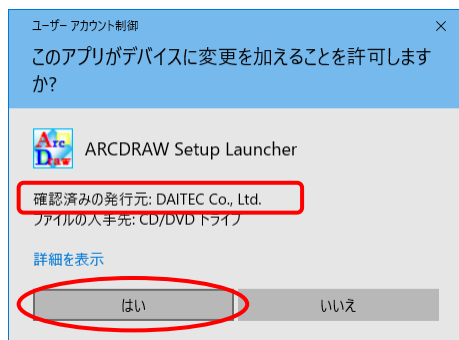 ユーザー アカウント制御
このアプリがデバイスに変更を加えることを許可します
か?
Arc
Draw
ARCDRAW Setup Launcher
確認済みの発行元: DAITEC Co., Ltd.
ファイルの入手先: CD/DVD ドライブ
詳細を表示
はい
いいえ